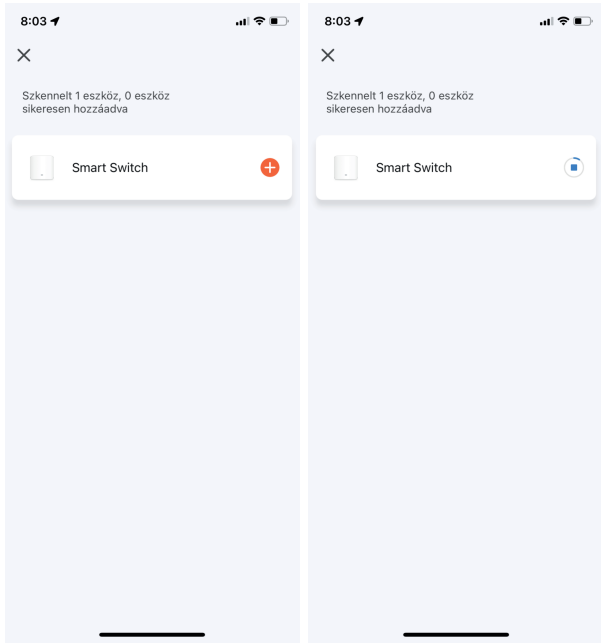 8:03
Szkennelt 1 eszköz, 0 eszköz
sikeresen hozzáadva
Smart Switch
8:03
Szkennelt 1 eszköz, 0 eszköz
sikeresen hozzáadva
Smart Switch